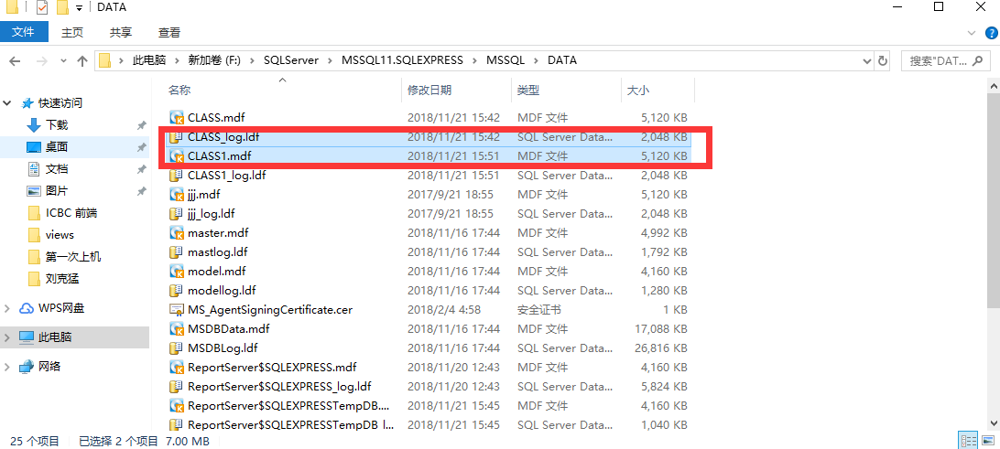 DATA
文件 主页 共享 查看
此电脑 新加卷 (F:) SQLServer MSSQL11.SQLEXPRESS MSSQL DATA 搜索"DAT...
名称 修改日期 类型 大小
快速访问
下载
桌面
文档
图片
ICBC 前端
views
第一次上机
刘克猛
WPS网盘
此电脑
网络
CLASS.mdf 2018/11/21 15:42 MDF 文件 5,120 KB
CLASS_log.ldf 2018/11/21 15:42 SQL Server Data... 2,048 KB
CLASS1.mdf 2018/11/21 15:51 MDF 文件 5,120 KB
CLASS1_log.ldf 2018/11/21 15:51 SQL Server Data... 2,048 KB
jjj.mdf 2017/9/21 18:55 MDF 文件 5,120 KB
jjj_log.ldf 2017/9/21 18:55 SQL Server Data... 2,048 KB
master.mdf 2018/11/16 17:44 MDF 文件 4,992 KB
mastlog.ldf 2018/11/16 17:44 SQL Server Data... 1,792 KB
model.mdf 2018/11/16 17:44 MDF 文件 4,160 KB
modellog.ldf 2018/11/16 17:44 SQL Server Data... 1,280 KB
MS_AgentSigningCertificate.cer 2018/2/4 4:58 安全证书 1 KB
MSDBData.mdf 2018/11/16 17:44 MDF 文件 17,088 KB
MSDBLog.ldf 2018/11/16 17:44 SQL Server Data... 26,816 KB
ReportServer$SQLEXPRESS.mdf 2018/11/20 12:43 MDF 文件 4,160 KB
ReportServer$SQLEXPRESS_log.ldf 2018/11/20 12:43 SQL Server Data... 5,824 KB
ReportServer$SQLEXPRESSTempDB.... 2018/11/21 15:45 MDF 文件 4,160 KB
ReportServer$SQLEXPRESSTempDB l... 2018/11/21 15:45 SQL Server Data... 1,040 KB
25 个项目 已选择 2 个项目 7.00 MB